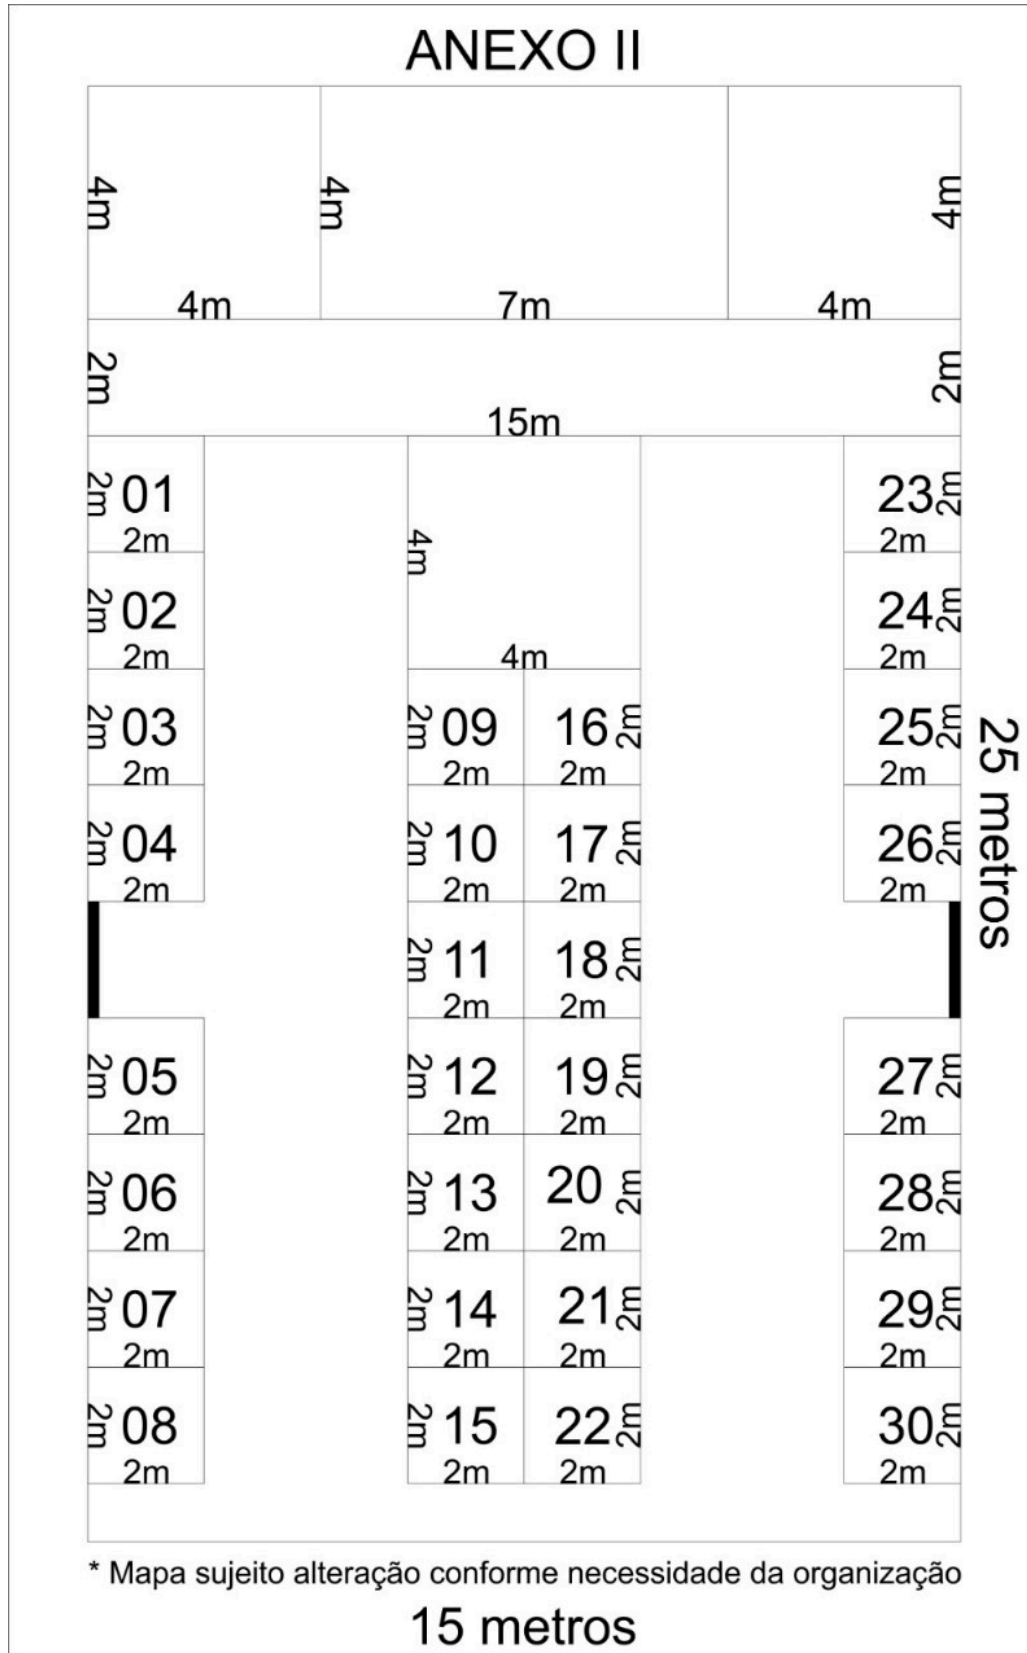 ANEXO II
4m 4m 4m
4m 7m 4m
2m 2m
15m
2m 01 23 2m
2m 2m
4m
2m 02 24 2m
2m 4m 2m
2m 03 2m 09 16 2m 25 2m
2m 2m 2m 2m
2m 04 2m 10 17 2m 26 2m
2m 2m 2m 2m
2m 11 18 2m
2m 2m
2m 05 2m 12 19 2m 27 2m
2m 2m 2m 2m
2m 06 2m 13 20 2m 28 2m
2m 2m 2m 2m
2m 07 2m 14 21 2m 29 2m
2m 2m 2m 2m
2m 08 2m 15 22 2m 30 2m
2m 2m 2m 2m
25 metros
* Mapa sujeito alteração conforme necessidade da organização
15 metros